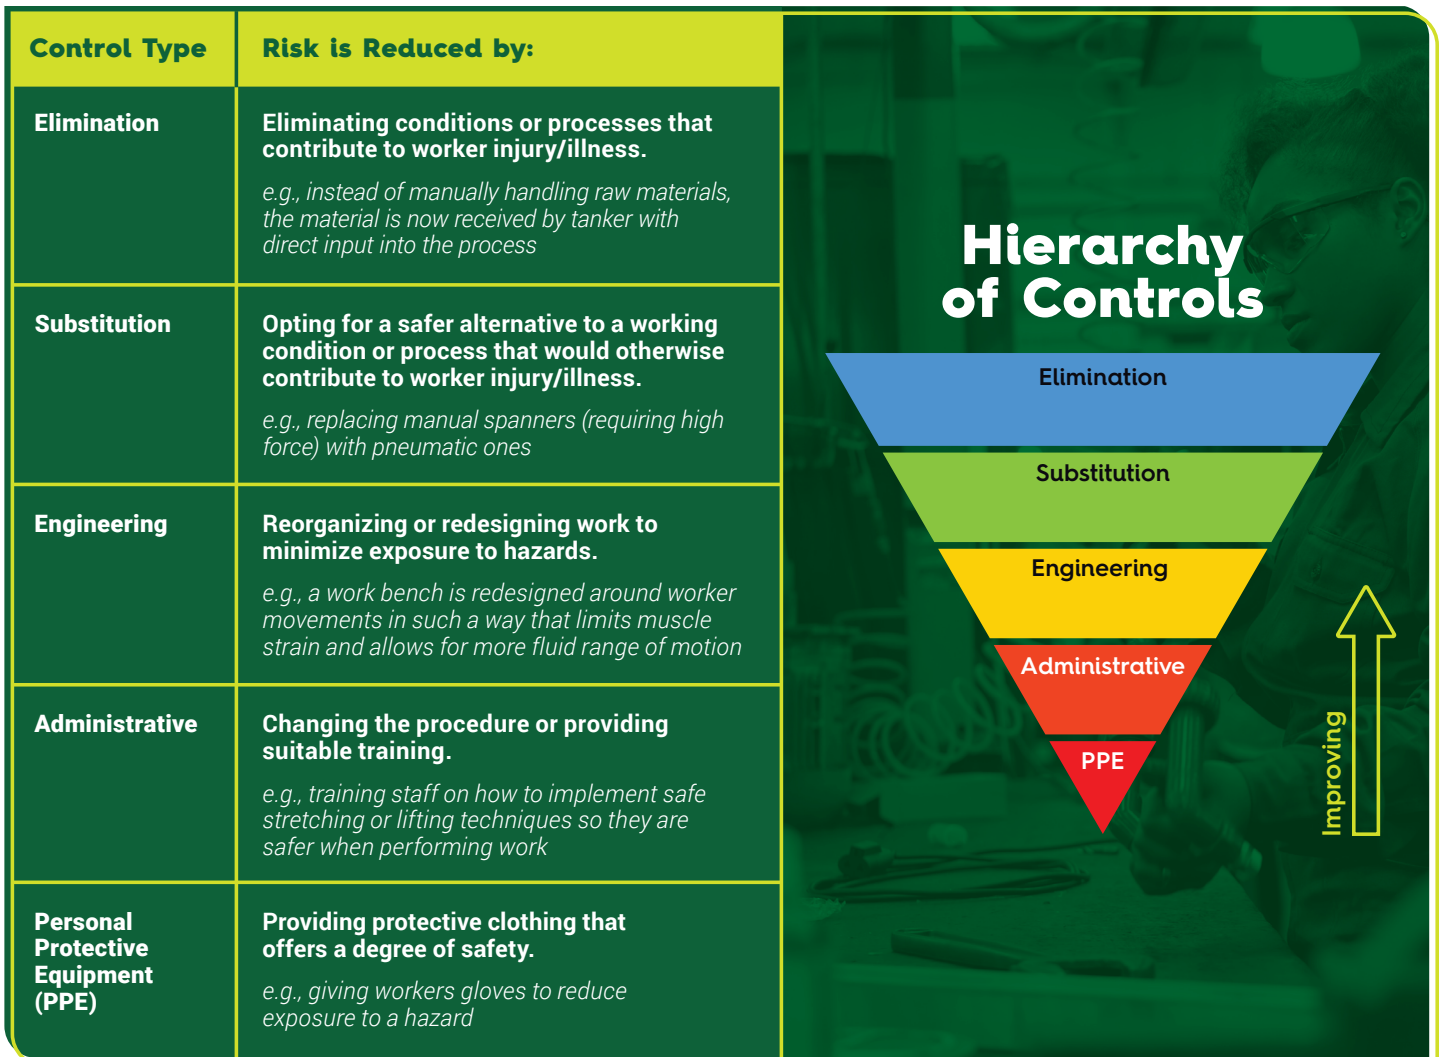 Control Type
Risk is Reduced by:
Elimination
Eliminating conditions or processes that
contribute to worker injury/illness.
e.g., instead of manually handling raw materials,
the material is now received by tanker with
direct input into the process
Substitution
Opting for a safer alternative to a working
condition or process that would otherwise
contribute to worker injury/illness.
e.g., replacing manual spanners (requiring high
force) with pneumatic ones
Engineering
Reorganizing or redesigning work to
minimize exposure to hazards.
e.g., a work bench is redesigned around worker
movements in such a way that limits muscle
strain and allows for more fluid range of motion
Administrative
Changing the procedure or providing
suitable training.
e.g., training staff on how to implement safe
stretching or lifting techniques so they are
safer when performing work
Personal
Protective
Equipment
(PPE)
Providing protective clothing that
offers a degree of safety.
e.g., giving workers gloves to reduce
exposure to a hazard
Hierarchy
of Controls
Elimination
Substitution
Engineering
Administrative
PPE
Improving